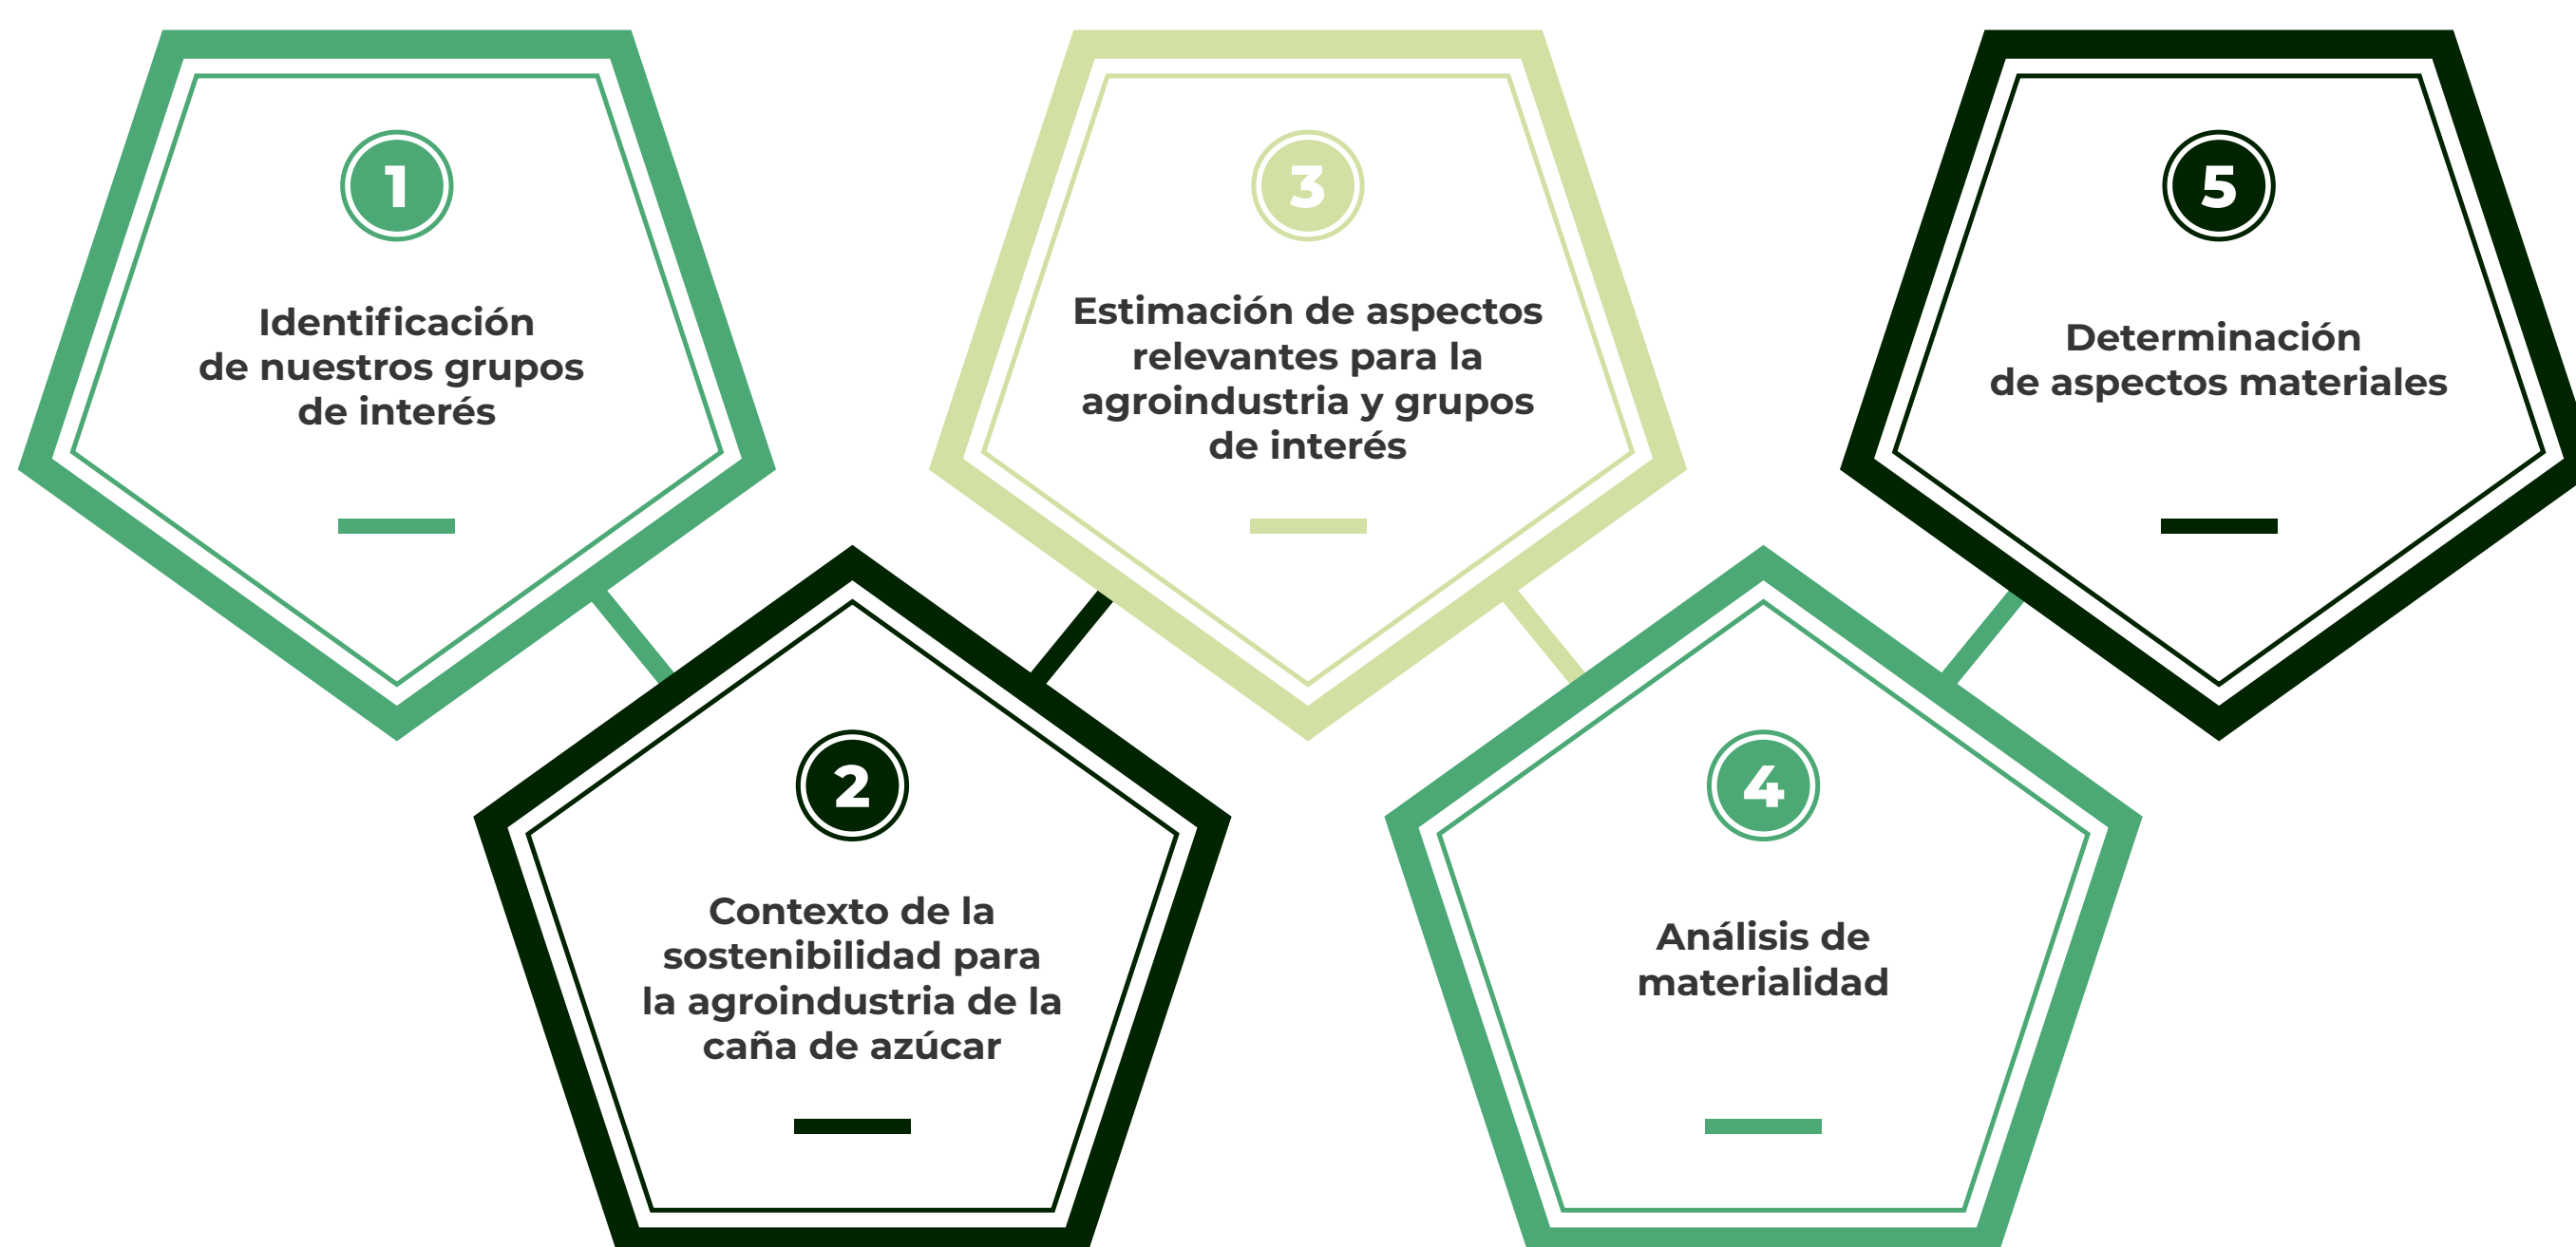 1
Identificación
de nuestros grupos
de interés
2
Contexto de la
sostenibilidad para
la agroindustria de la
caña de azúcar
3
Estimación de aspectos
relevantes para la
agroindustria y grupos
de interés
4
Análisis de
materialidad
5
Determinación
de aspectos materiales